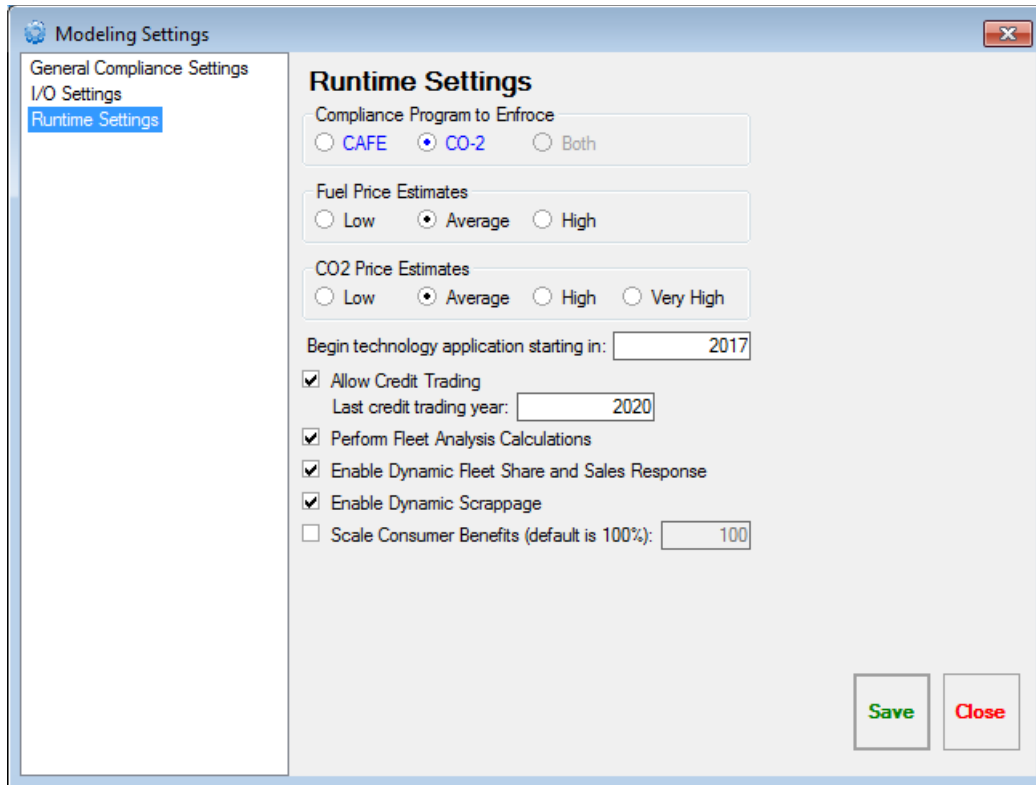 Modeling Settings
General Compliance Settings
I/O Settings
Runtime Settings
Runtime Settings
Compliance Program to Enfroce
CAFE CO-2 Both
Fuel Price Estimates
Low Average High
CO2 Price Estimates
Low Average High Very High
Begin technology application starting in: 2017
Allow Credit Trading
Last credit trading year: 2020
Perform Fleet Analysis Calculations
Enable Dynamic Fleet Share and Sales Response
Enable Dynamic Scrappage
Scale Consumer Benefits (default is 100%): 100
Save Close